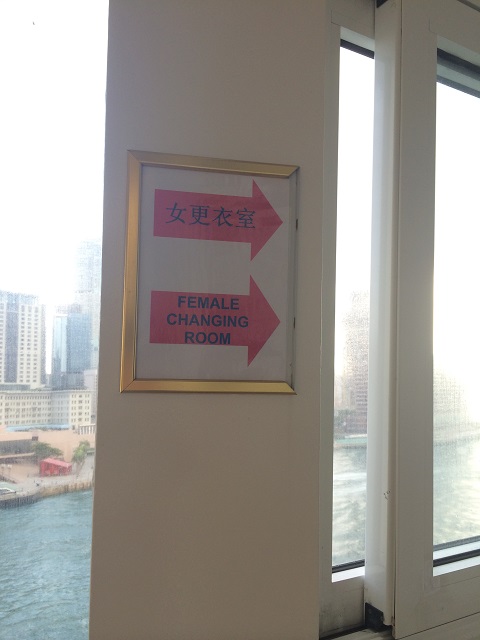 女更衣室
FEMALE
CHANGING
ROOM